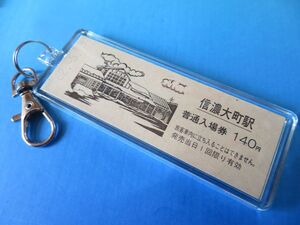 信濃大町駅
普通入場券 140円
旅客車内に立ち入ることはできません。
発売当日1回限り有効